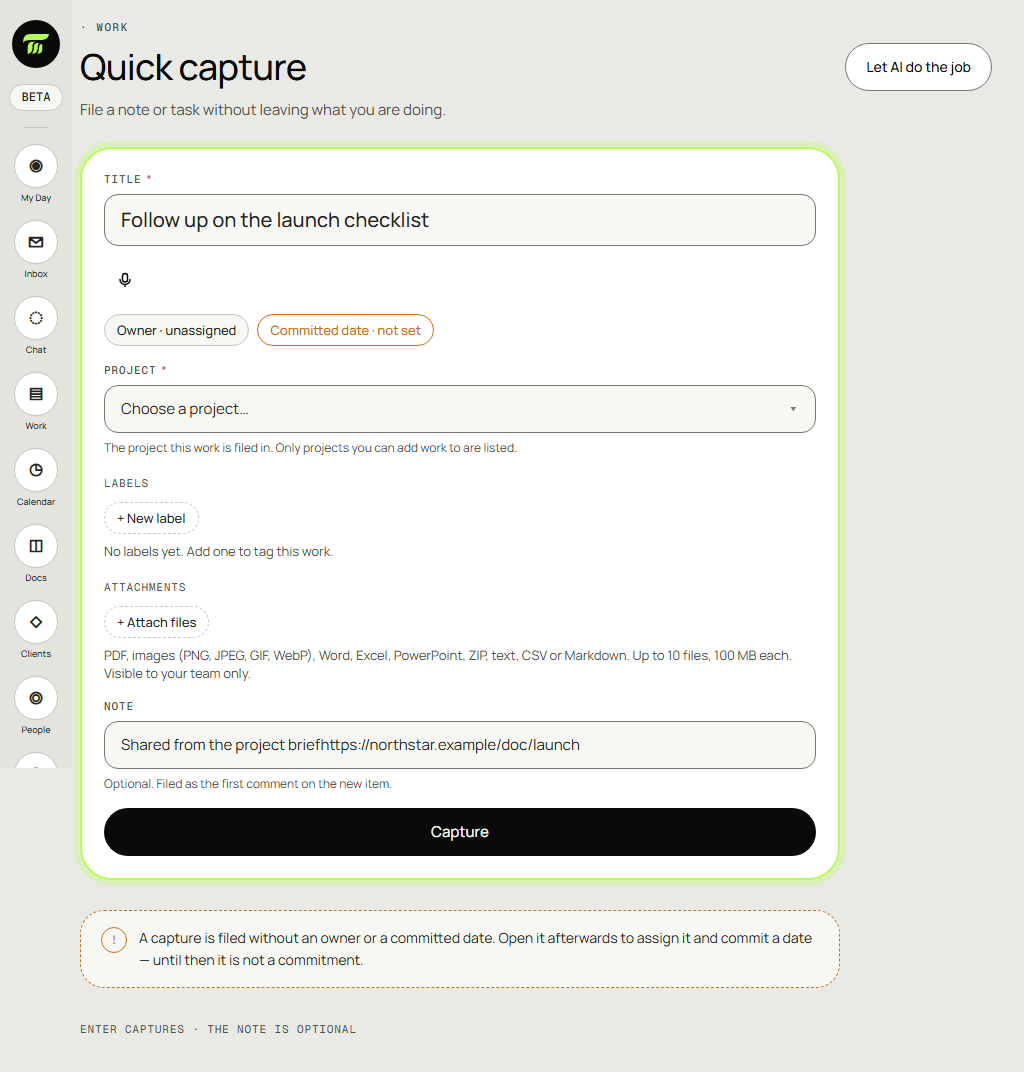 · WORK
Quick capture
Let AI do the job
File a note or task without leaving what you are doing.
BETA
My Day
Inbox
Chat
Work
Calendar
Docs
Clients
People
TITLE *
Follow up on the launch checklist
Owner · unassigned
Committed date · not set
PROJECT *
Choose a project…
The project this work is filed in. Only projects you can add work to are listed.
LABELS
+ New label
No labels yet. Add one to tag this work.
ATTACHMENTS
+ Attach files
PDF, images (PNG, JPEG, GIF, WebP), Word, Excel, PowerPoint, ZIP, text, CSV or Markdown. Up to 10 files, 100 MB each.
Visible to your team only.
NOTE
Shared from the project briefhttps://northstar.example/doc/launch
Optional. Filed as the first comment on the new item.
Capture
! A capture is filed without an owner or a committed date. Open it afterwards to assign it and commit a date
— until then it is not a commitment.
ENTER CAPTURES · THE NOTE IS OPTIONAL